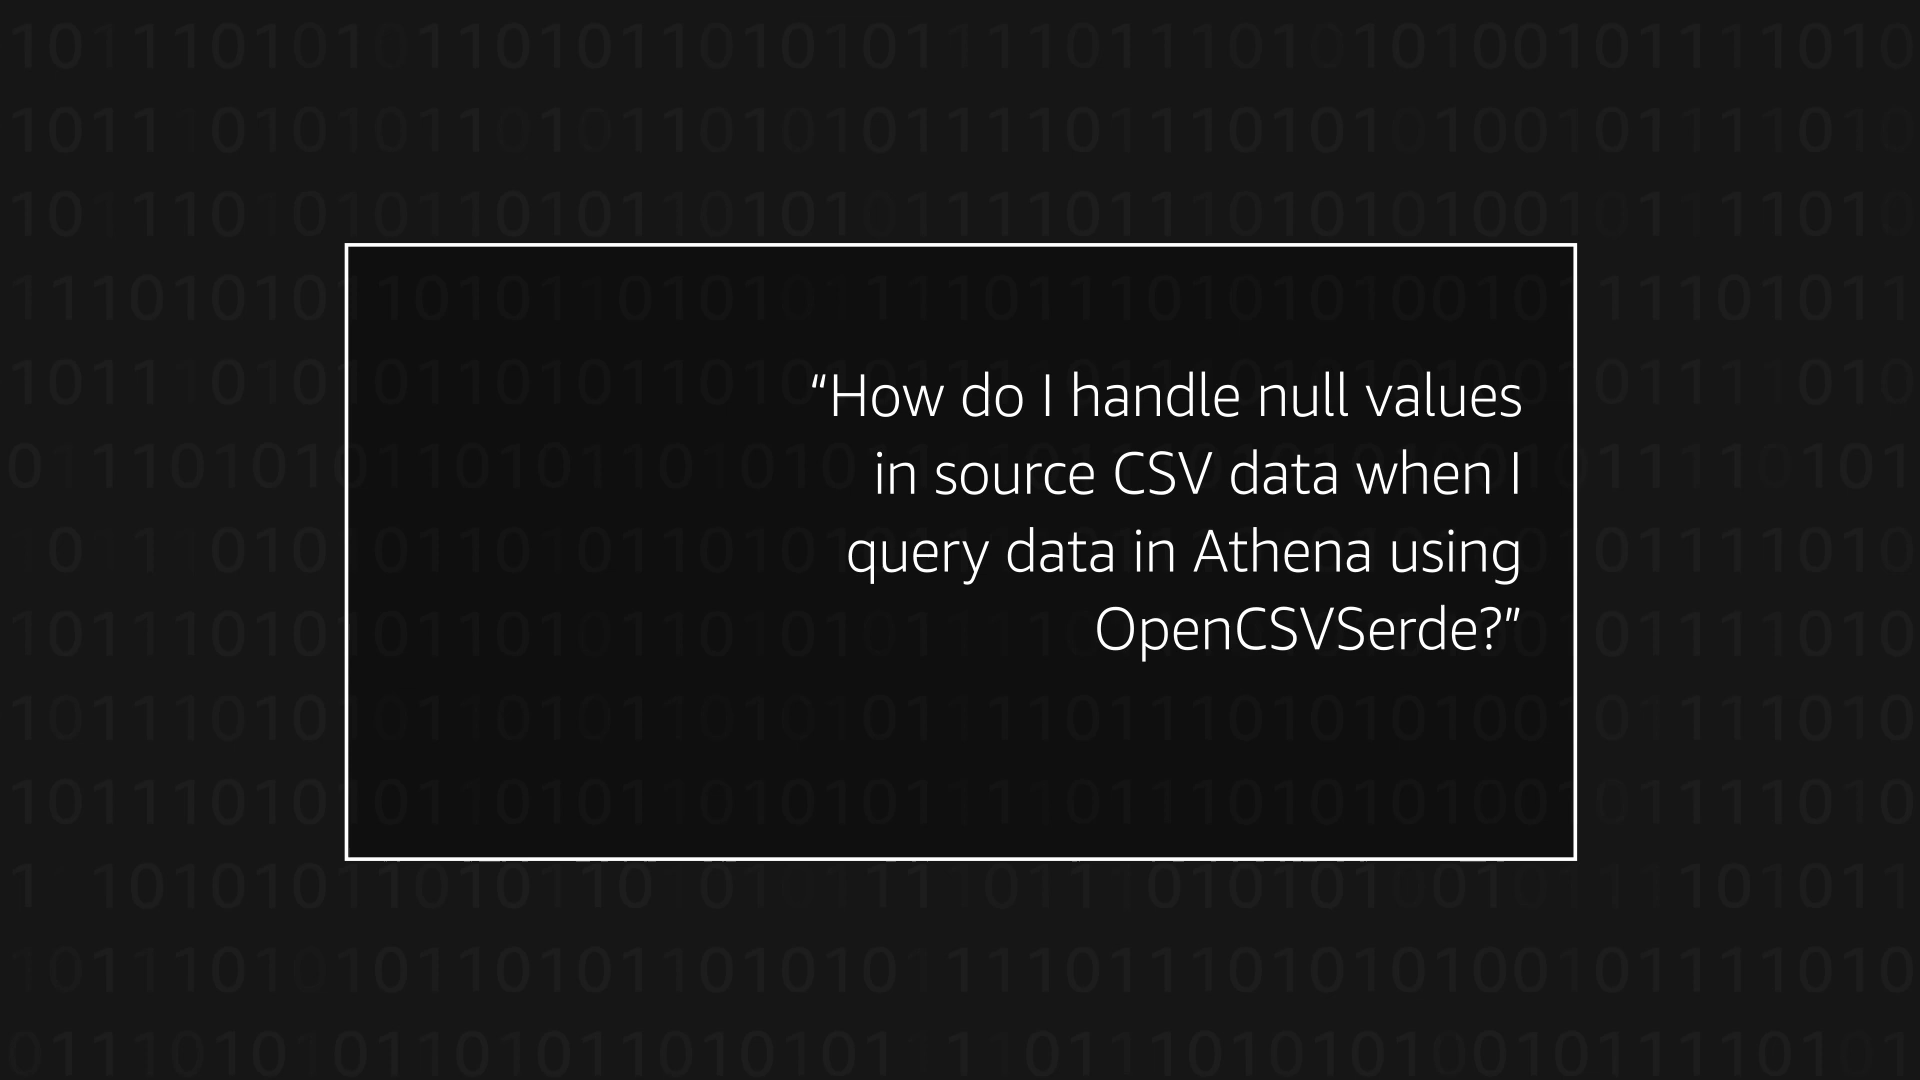 “How do I handle null values
in source CSV data when I
query data in Athena using
OpenCSVSerde?”